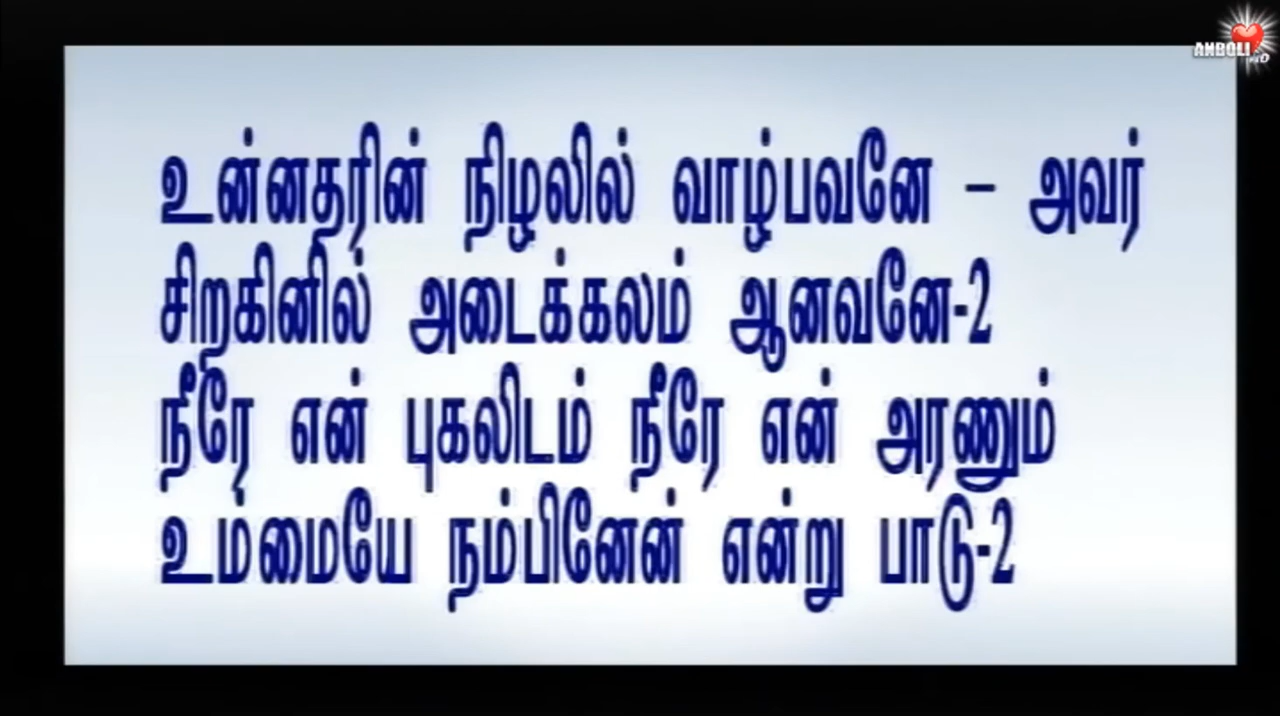 ANBOLI
HD
உன்னதரின் நிழலில் வாழ்பவனே – அவர்
சிறகினில் அடைக்கலம் ஆனவனே-2
நீரே என் புகலிடம் நீரே என் அரணும்
உம்மையே நம்பினேன் என்று பாடு-2